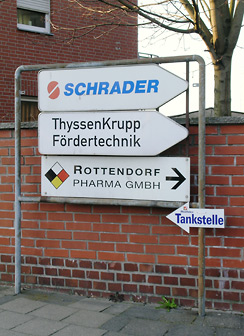 SCHRADER
ThyssenKrupp
Fördertechnik
ROTTENDORF
PHARMA GMBH
Tankstelle